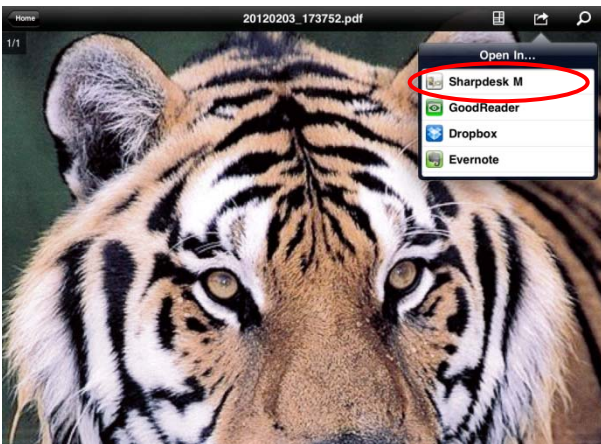 Home
20120203_173752.pdf
1/1
Open In...
Sharpdesk M
GoodReader
Dropbox
Evernote